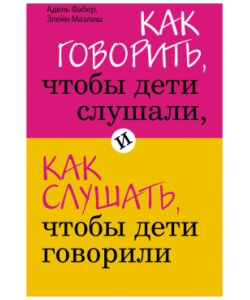 Адель Фабер,
Элейн Мазлиш
КАК
ГОВОРИТЬ,
чтобы дети
слушали,
и
КАК
СЛУШАТЬ,
чтобы дети
говорили